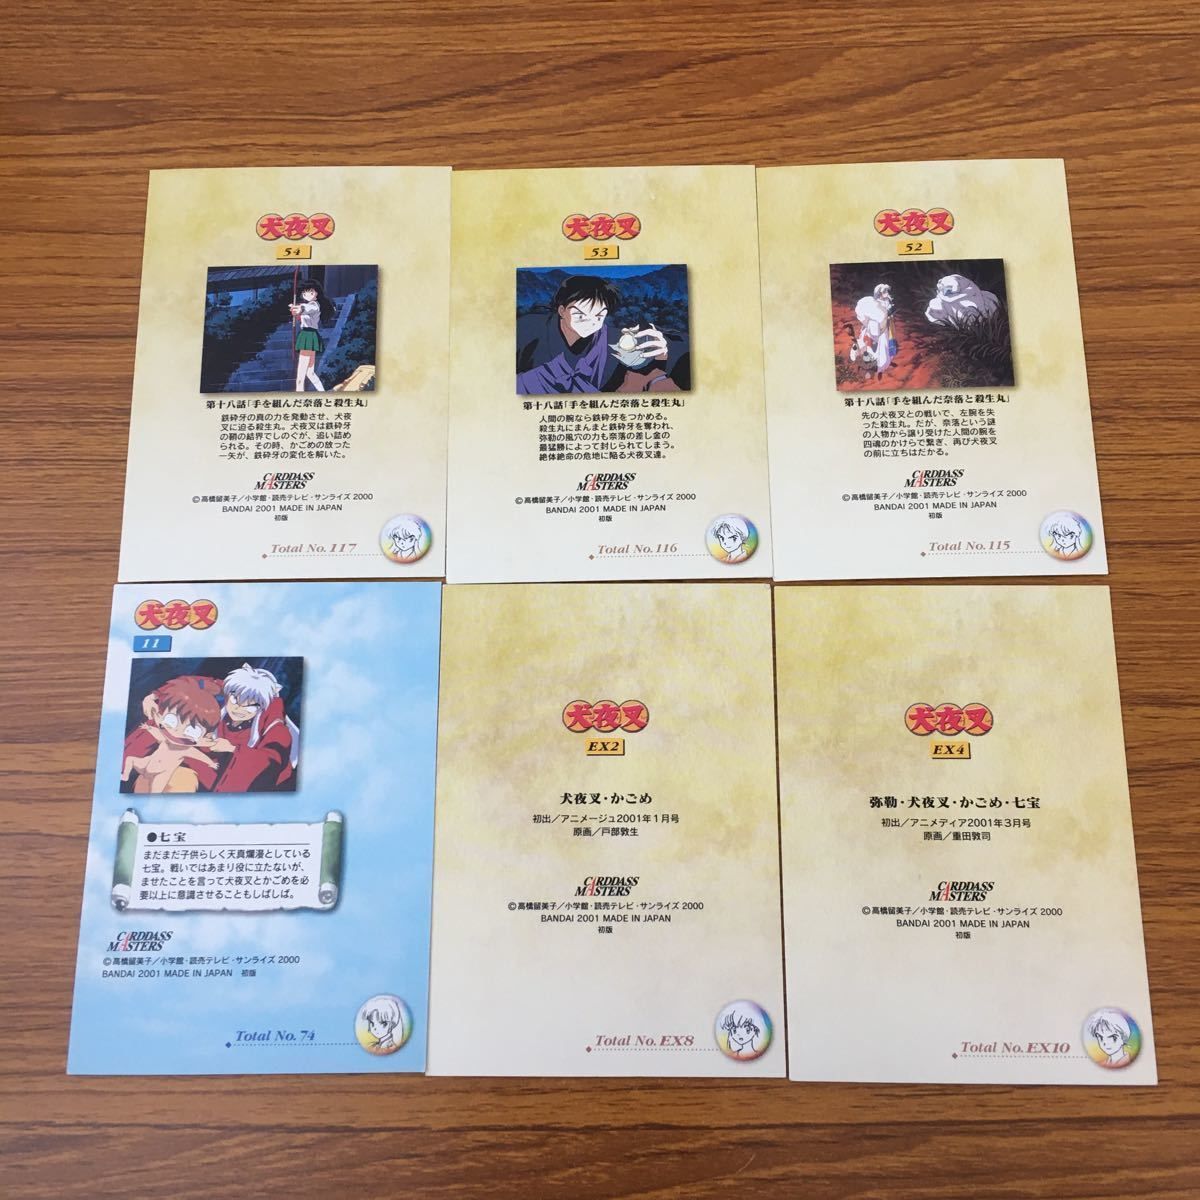 犬夜叉
54
第十八話「手を組んだ奈落と殺生丸」
鉄砕牙の真の力を発動させ、犬夜
叉に迫る殺生丸。犬夜叉は鉄砕牙
の鞘の結界でしのぐが、追い詰め
られる。その時、かごめの放った
一矢が、鉄砕牙の変化を解いた。
CARDDASS
MASTERS
©高橋留美子／小学館・読売テレビ・サンライズ 2000
BANDAI 2001 MADE IN JAPAN
初版
Total No. 117
犬夜叉
53
第十八話「手を組んだ奈落と殺生丸」
人間の腕なら鉄砕牙をつかめる。
殺生丸にまんまと鉄砕牙を奪われ、
弥勒の風穴の力も奈落の差し金の
最猛勝によって封じられてしまう。
絶体絶命の危地に陥る犬夜叉達。
CARDDASS
MASTERS
©高橋留美子／小学館・読売テレビ・サンライズ 2000
BANDAI 2001 MADE IN JAPAN
初版
Total No. 116
犬夜叉
52
第十八話「手を組んだ奈落と殺生丸」
先の犬夜叉との戦いで、左腕を失
った殺生丸。だが、奈落という謎
の人物から譲り受けた人間の腕を
四魂のかけらで繋ぎ、再び犬夜叉
の前に立ちはだかる。
CARDDASS
MASTERS
©高橋留美子／小学館・読売テレビ・サンライズ 2000
BANDAI 2001 MADE IN JAPAN
初版
Total No. 115
犬夜叉
11
●七宝
まだまだ子供らしく天真爛漫としている
七宝。戦いではあまり役に立たないが、
ませたことを言って犬夜叉とかごめを必
要以上に意識させることもしばしば。
CARDDASS
MASTERS
©高橋留美子／小学館・読売テレビ・サンライズ 2000
BANDAI 2001 MADE IN JAPAN 初版
Total No. 74
犬夜叉
EX2
犬夜叉・かごめ
初出／アニメージュ2001年1月号
原画／戸部敦生
CARDDASS
MASTERS
©高橋留美子／小学館・読売テレビ・サンライズ 2000
BANDAI 2001 MADE IN JAPAN
初版
Total No. EX8
犬夜叉
EX4
弥勒・犬夜叉・かごめ・七宝
初出／アニメディア2001年3月号
原画／重田敦司
CARDDASS
MASTERS
©高橋留美子／小学館・読売テレビ・サンライズ 2000
BANDAI 2001 MADE IN JAPAN
初版
Total No. EX10